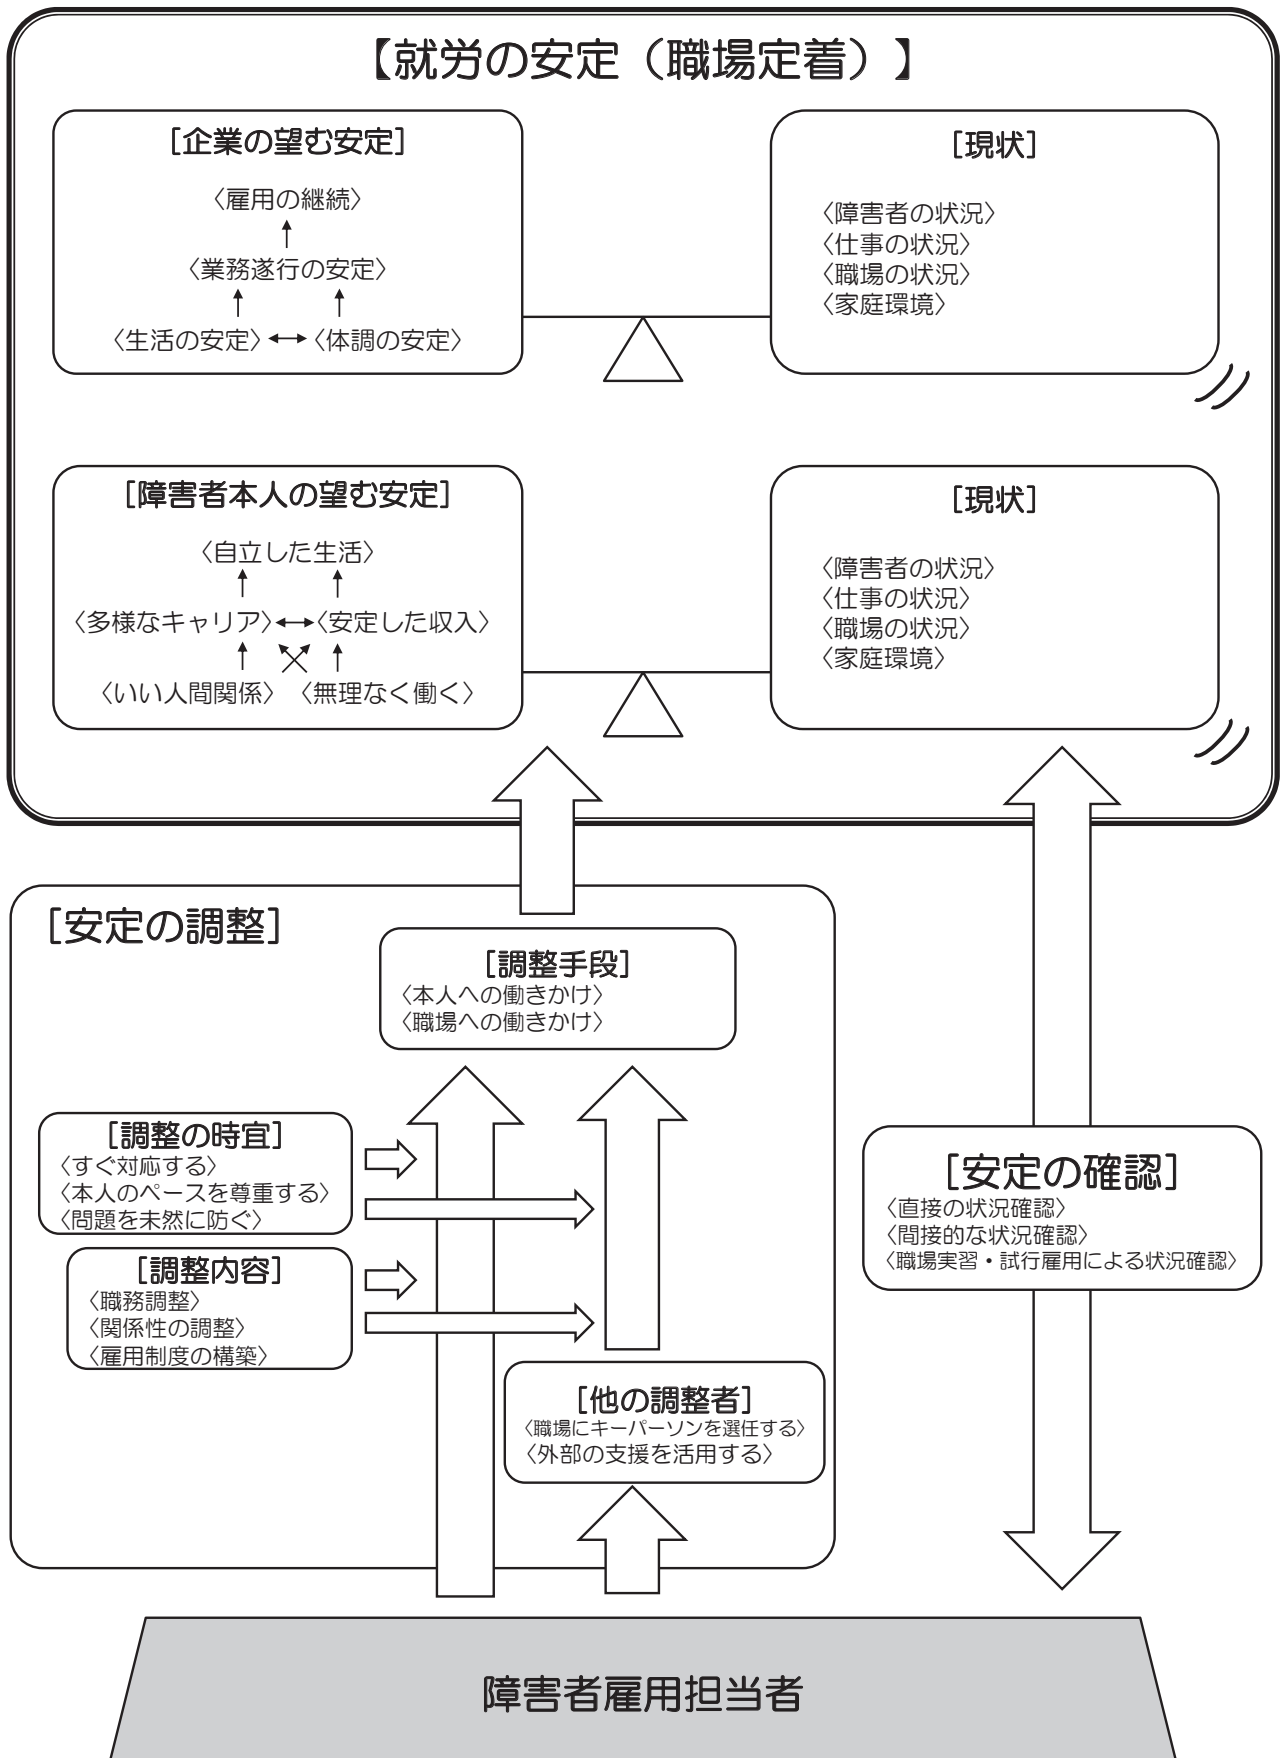 【就労の安定（職場定着）】
［企業の望む安定］
〈雇用の継続〉
〈業務遂行の安定〉
〈生活の安定〉
〈体調の安定〉
［現状］
〈障害者の状況〉
〈仕事の状況〉
〈職場の状況〉
〈家庭環境〉
［障害者本人の望む安定］
〈自立した生活〉
〈多様なキャリア〉
〈安定した収入〉
〈いい人間関係〉
〈無理なく働く〉
［現状］
〈障害者の状況〉
〈仕事の状況〉
〈職場の状況〉
〈家庭環境〉
［安定の調整］
［調整手段］
〈本人への働きかけ〉
〈職場への働きかけ〉
［調整の時宜］
〈すぐ対応する〉
〈本人のペースを尊重する〉
〈問題を未然に防ぐ〉
［調整内容］
〈職務調整〉
〈関係性の調整〉
〈雇用制度の構築〉
［他の調整者］
〈職場にキーパーソンを選任する〉
〈外部の支援を活用する〉
［安定の確認］
〈直接の状況確認〉
〈間接的な状況確認〉
〈職場実習・試行雇用による状況確認〉
障害者雇用担当者